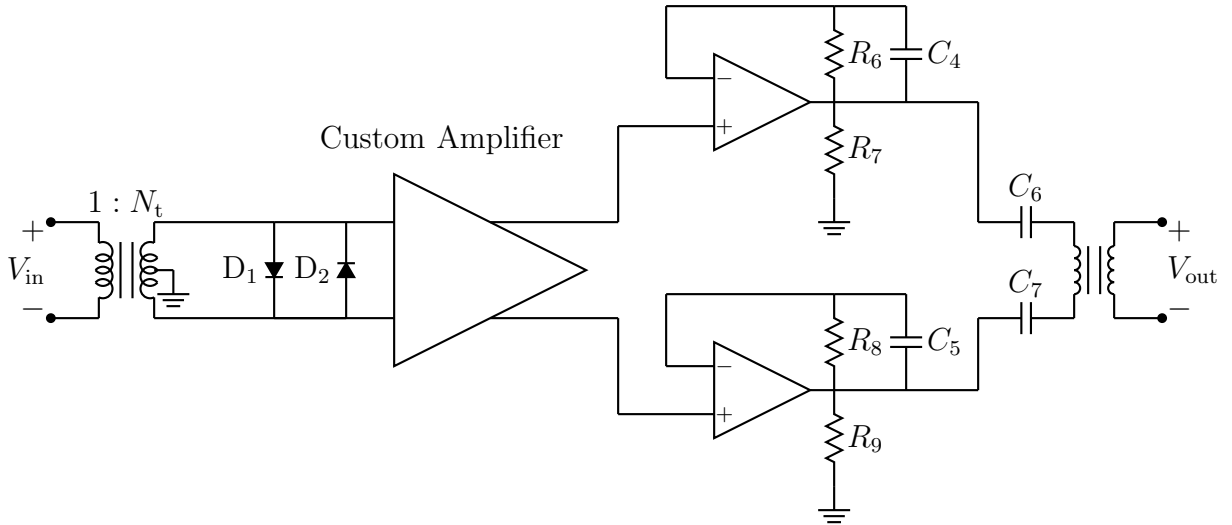 R₆
C₄
−
+
Custom Amplifier
R₇
1 : Nₜ
C₆
+
Vᵢₙ
−
D₁
D₂
+
Vₒᵤₜ
−
C₇
R₈
C₅
−
+
R₉